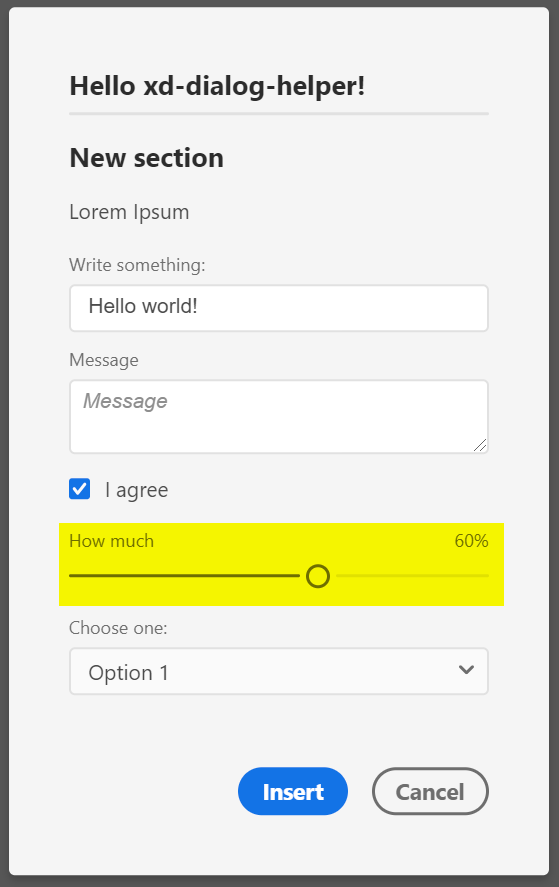 Hello xd-dialog-helper!
New section
Lorem Ipsum
Write something:
Hello world!
Message
Message
I agree
How much 60%
Choose one:
Option 1
Insert Cancel